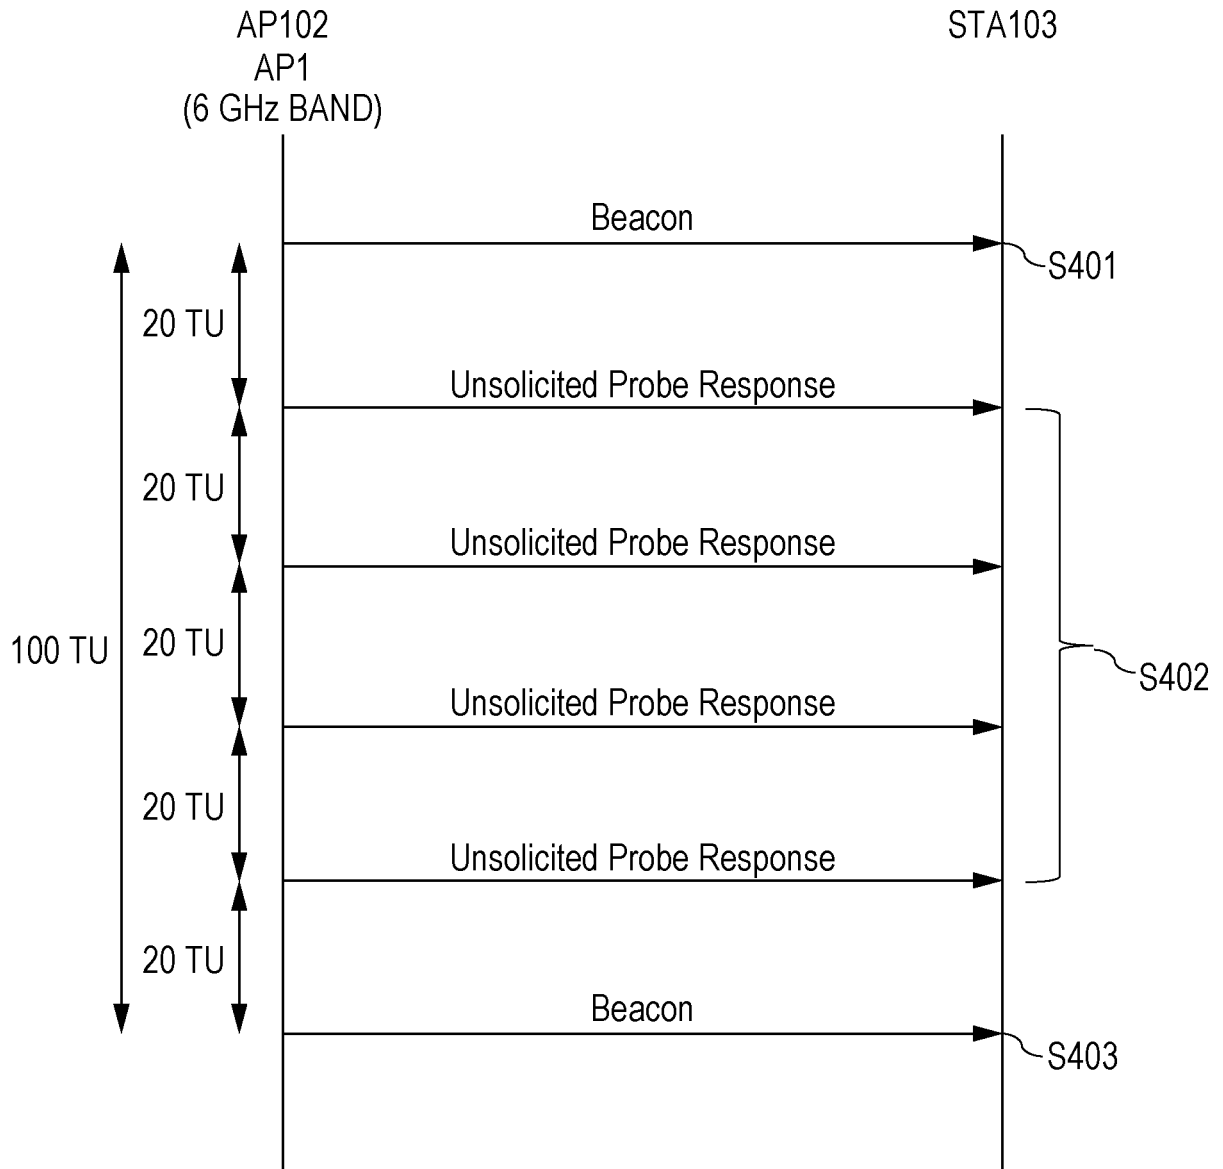 AP102
AP1
(6 GHz BAND)
STA103
Beacon
S401
20 TU
Unsolicited Probe Response
20 TU
Unsolicited Probe Response
100 TU
20 TU
S402
Unsolicited Probe Response
20 TU
Unsolicited Probe Response
20 TU
Beacon
S403